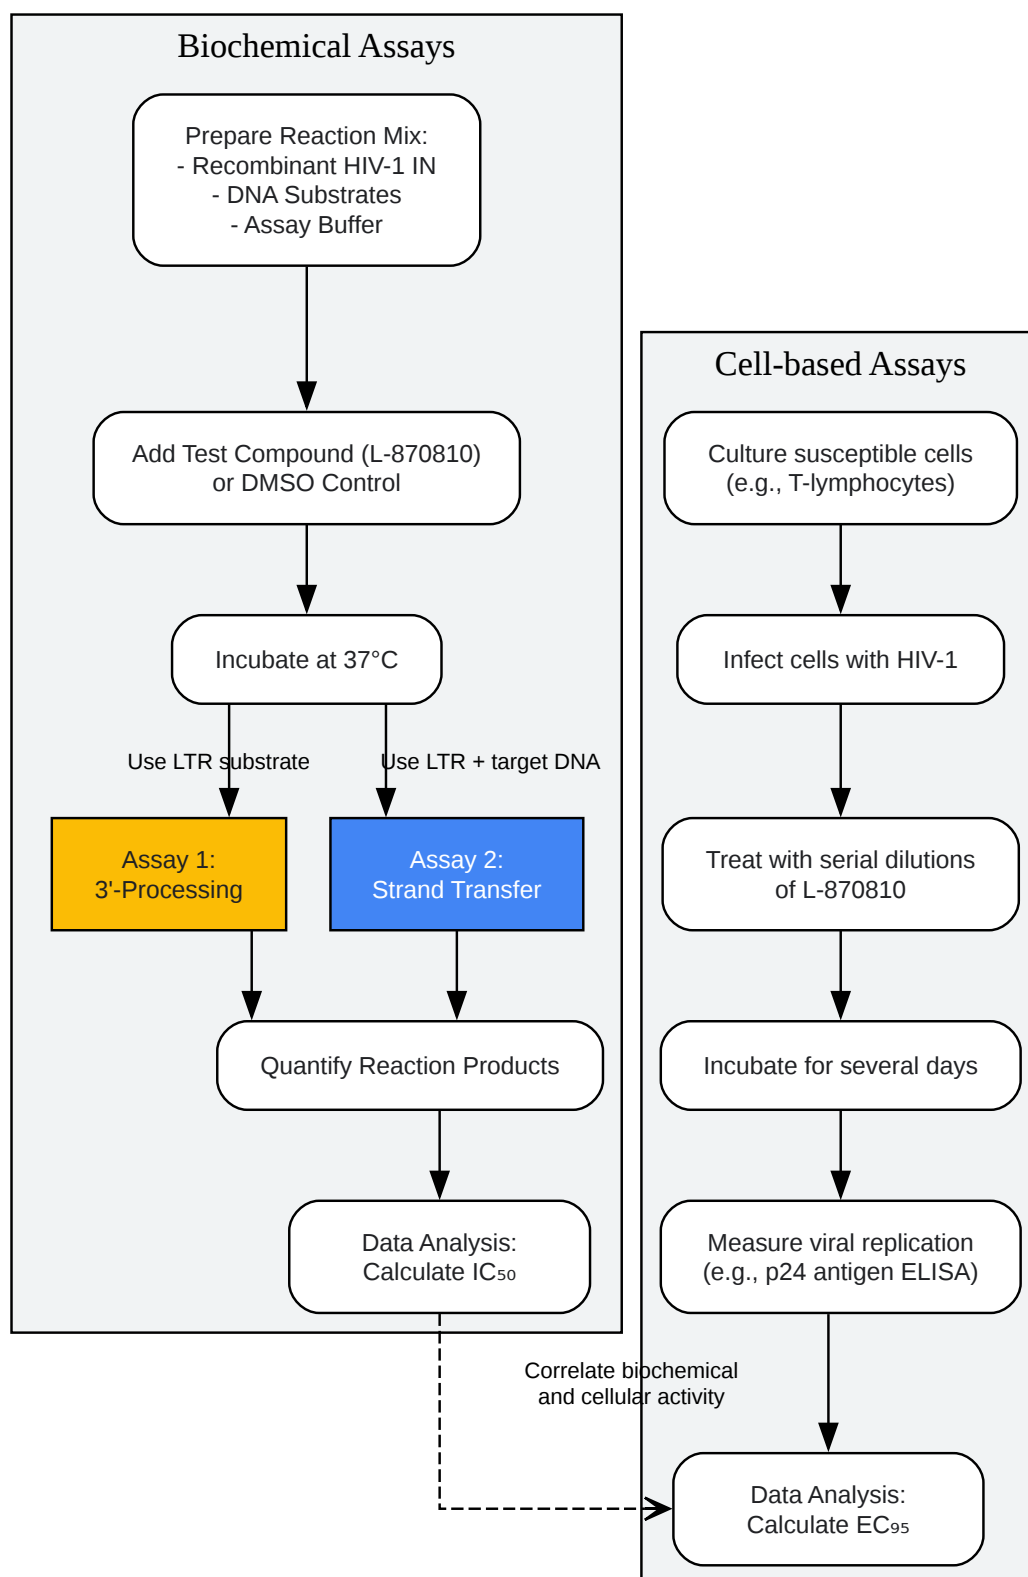 Biochemical Assays
Prepare Reaction Mix:
- Recombinant HIV-1 IN
- DNA Substrates
- Assay Buffer
Add Test Compound (L-870810)
or DMSO Control
Incubate at 37°C
Use LTR substrate
Use LTR + target DNA
Assay 1:
3'-Processing
Assay 2:
Strand Transfer
Quantify Reaction Products
Data Analysis:
Calculate IC₅₀
Correlate biochemical
and cellular activity
Cell-based Assays
Culture susceptible cells
(e.g., T-lymphocytes)
Infect cells with HIV-1
Treat with serial dilutions
of L-870810
Incubate for several days
Measure viral replication
(e.g., p24 antigen ELISA)
Data Analysis:
Calculate EC₉₅